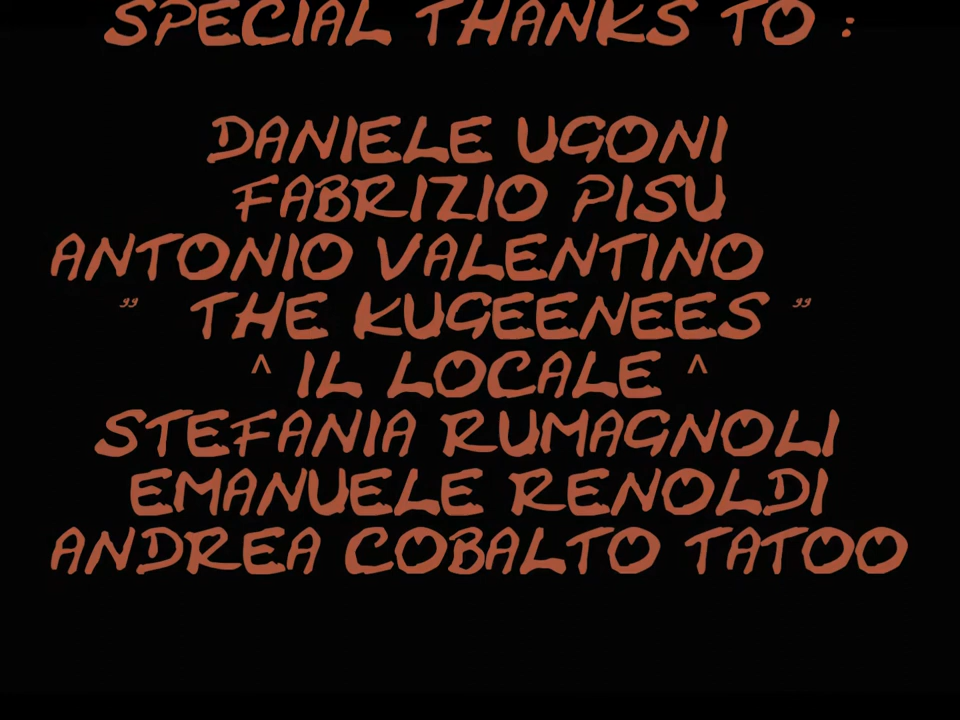 SPECIAL THANKS TO :
DANIELE UGONI
FABRIZIO PISU
ANTONIO VALENTINO
" THE KUGEENEES "
^ IL LOCALE ^
STEFANIA RUMAGNOLI
EMANUELE RENOLDI
ANDREA COBALTO TATOO